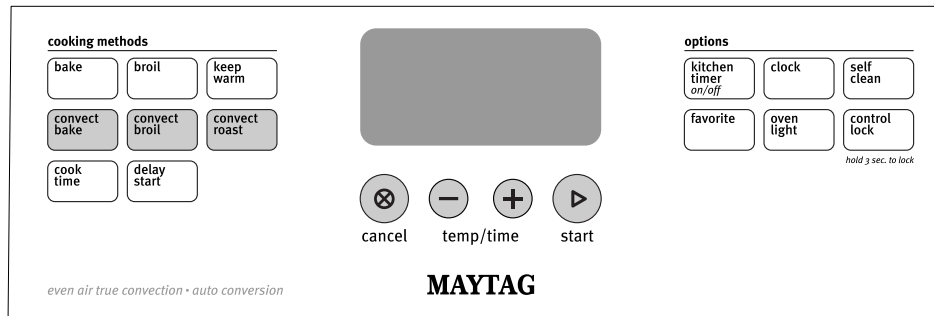 cooking methods
bake
broil
keep
warm
convect
bake
convect
broil
convect
roast
cook
time
delay
start
cancel
temp/time
start
options
kitchen
timer
on/off
clock
self
clean
favorite
oven
light
control
lock
hold 3 sec. to lock
even air true convection • auto conversion
MAYTAG